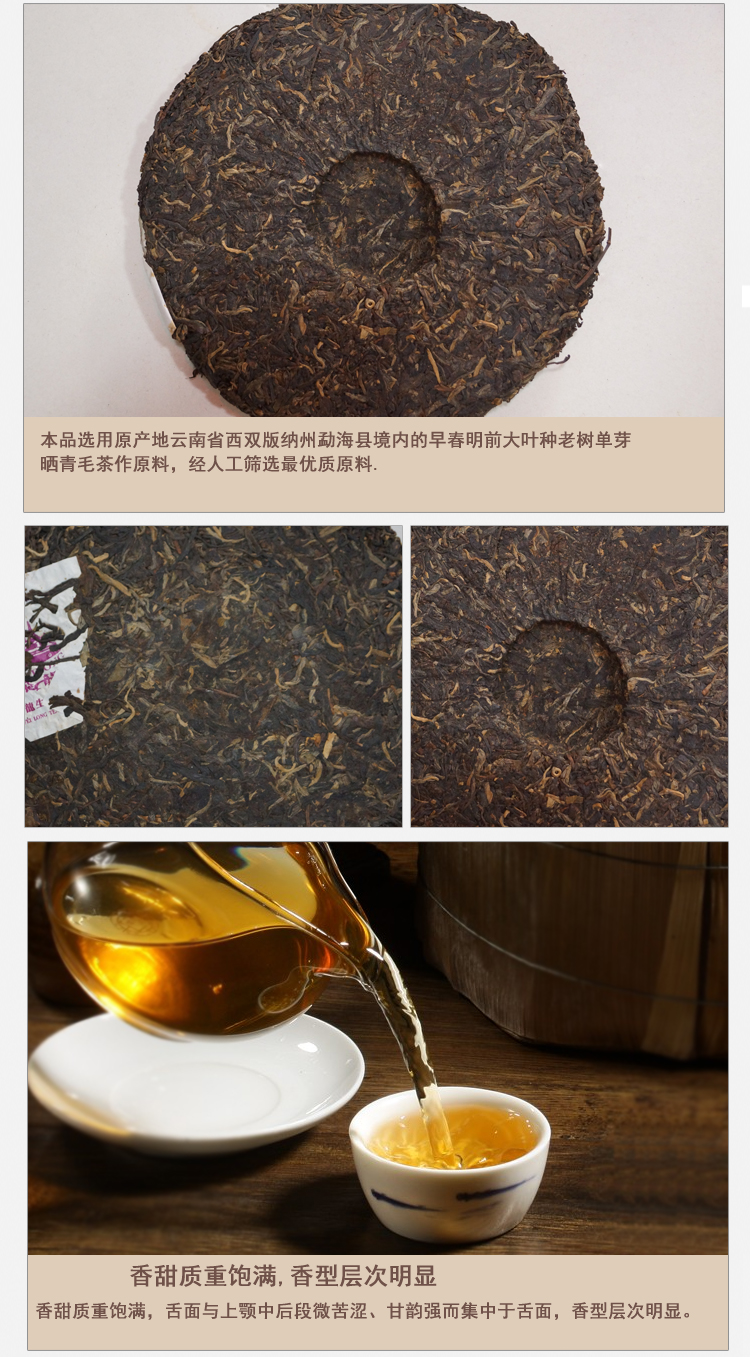 本品选用原产地云南省西双版纳州勐海县境内的早春明前大叶种老树单芽
晒青毛茶作原料，经人工筛选最优质原料.
香甜质重饱满,香型层次明显
香甜质重饱满，舌面与上颚中后段微苦涩、甘韵强而集中于舌面，香型层次明显。